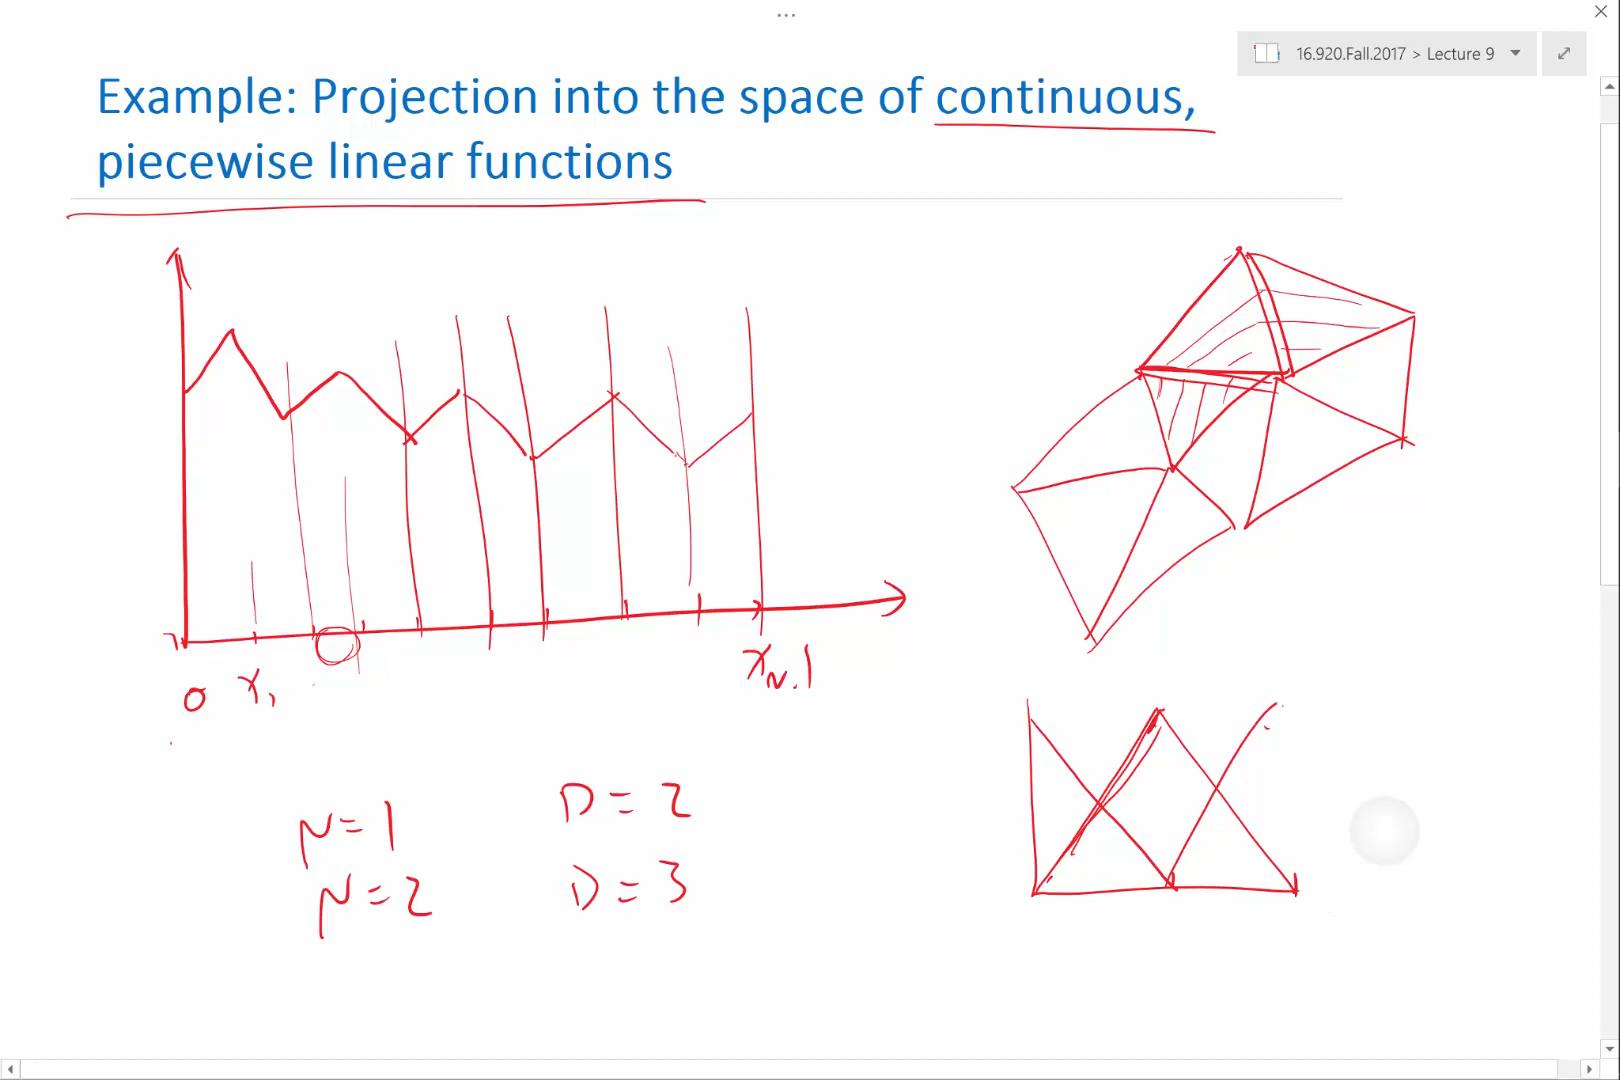 16.920.Fall.2017 > Lecture 9
Example: Projection into the space of continuous,
piecewise linear functions
0 x₁ x_N-1
N=1 D=2
N=2 D=3